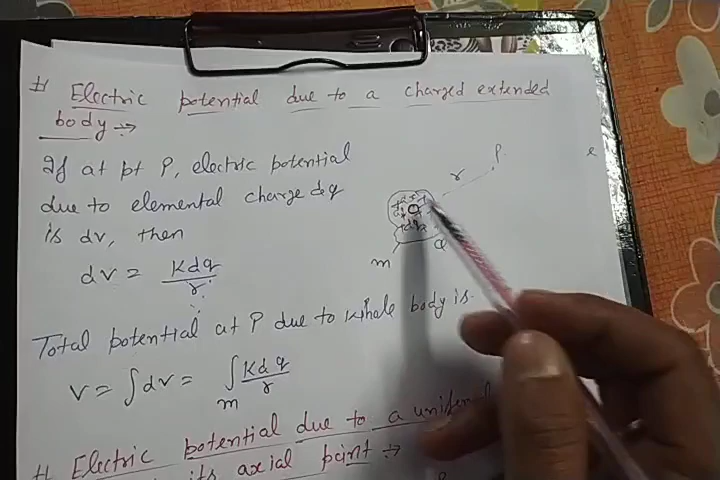 # Electric potential due to a charged extended
body →
If at pt P, electric potential
due to elemental charge dq
is dv, then
dv = Kdq/r
∴
Total potential at P due to whole body is
V = ∫dv = ∫m Kdq/r
P
r
dq
Q
m
# Electric potential due to a uniform
its axial point →